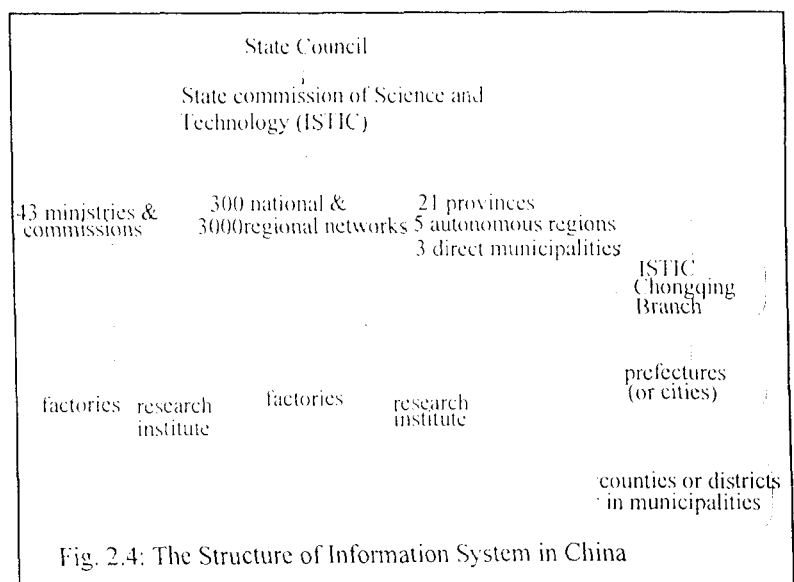 State Council
State commission of Science and
Technology (ISTIC)
43 ministries &
commissions
300 national &
3000regional networks
21 provinces
5 autonomous regions
3 direct municipalities
ISTIC
Chongqing
Branch
factories
research
institute
factories
research
institute
prefectures
(or cities)
counties or districts
in municipalities
Fig. 2.4: The Structure of Information System in China